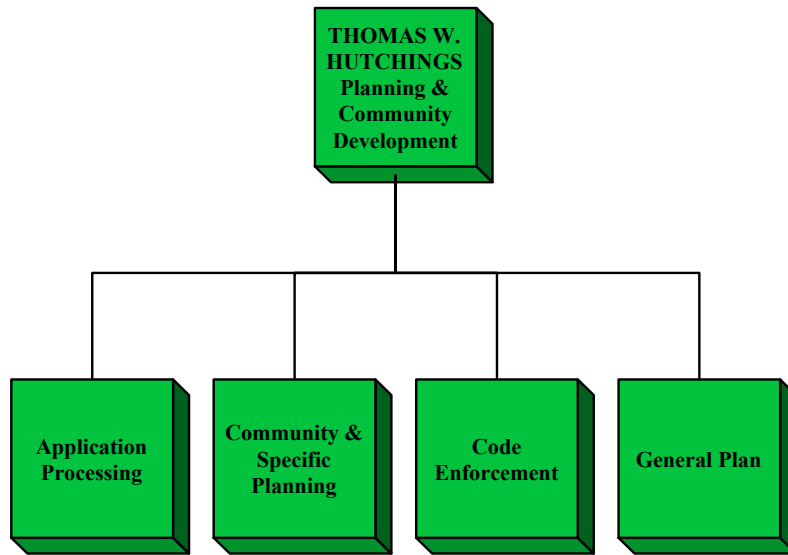 THOMAS W.
HUTCHINGS
Planning &
Community
Development
Application
Processing
Community &
Specific
Planning
Code
Enforcement
General Plan